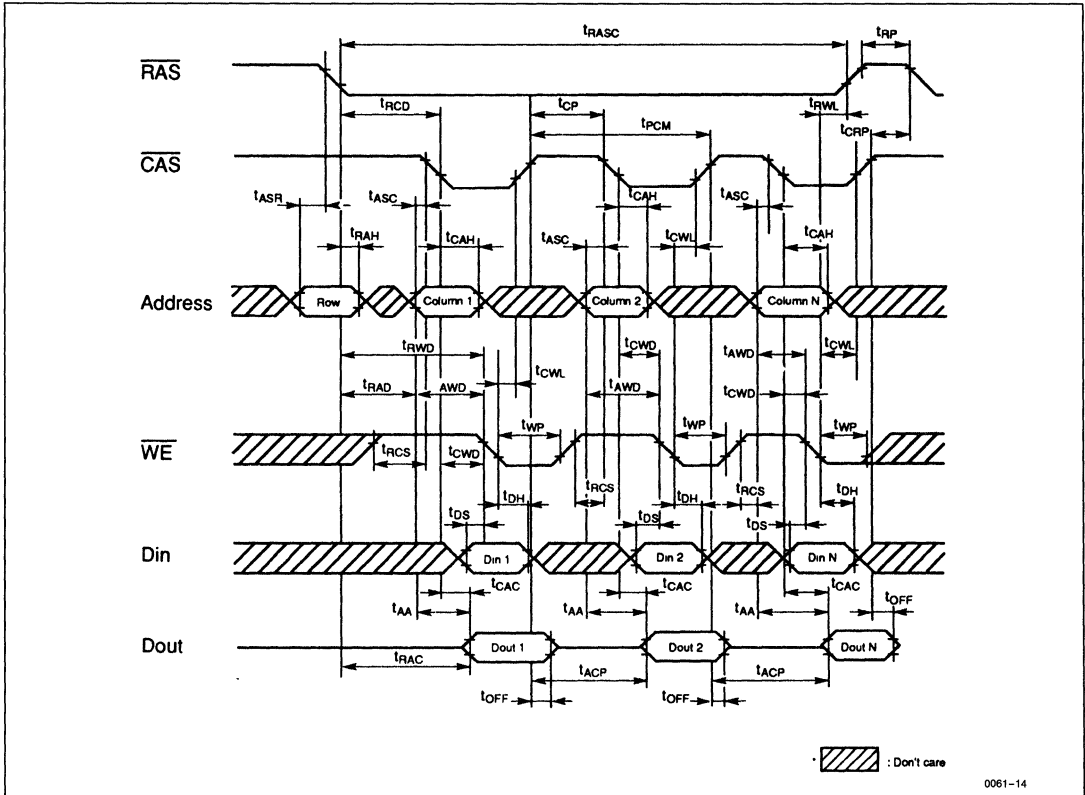 tRASC
tRP
RAS
tRCD
tCP
tRWL
tPCM
tCRP
CAS
tASR
tASC
tCAH
tASC
tRAH
tCAH
tASC
tCWL
tCAH
Address
Row
Column 1
Column 2
Column N
tRWD
tCWD
tAWD
tCWL
tCWL
tRAD
AWD
tAWD
tCWD
tWP
tWP
tWP
WE
tRCS
tCWD
tRCS
tRCS
tDH
tDH
tDH
tDS
tDS
tDS
Din
Din 1
Din 2
Din N
tCAC
tCAC
tCAC
tAA
tAA
tAA
tOFF
Dout
Dout 1
Dout 2
Dout N
tRAC
tACP
tACP
tOFF
tOFF
: Don't care
0061-14